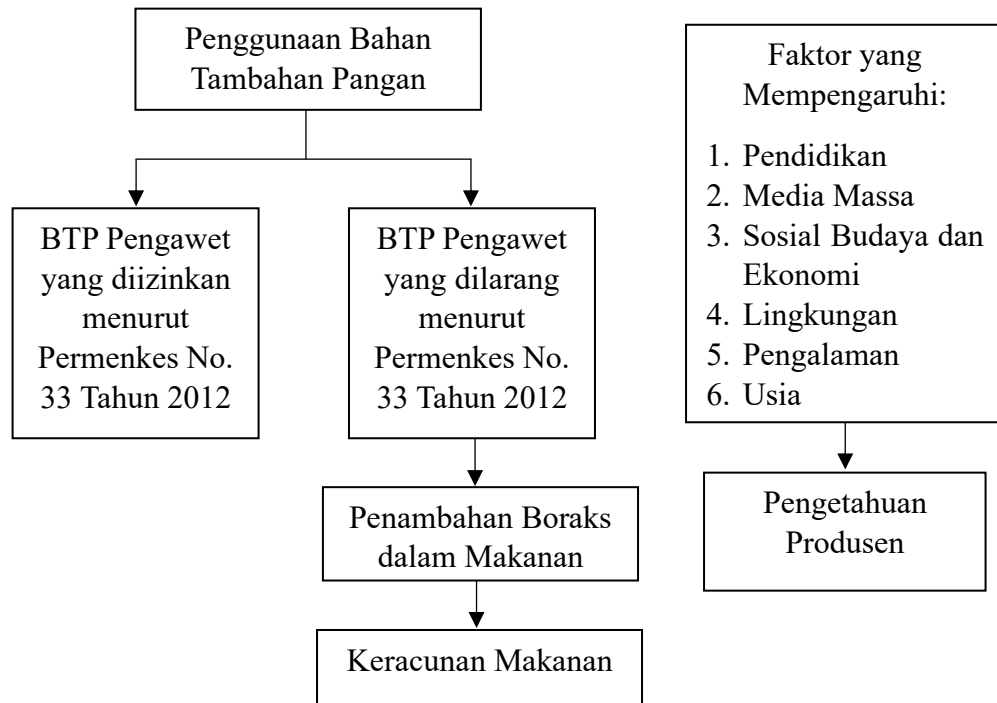 Penggunaan Bahan
Tambahan Pangan
BTP Pengawet
yang diizinkan
menurut
Permenkes No.
33 Tahun 2012
BTP Pengawet
yang dilarang
menurut
Permenkes No.
33 Tahun 2012
Penambahan Boraks
dalam Makanan
Keracunan Makanan
Faktor yang
Mempengaruhi:
1. Pendidikan
2. Media Massa
3. Sosial Budaya dan
Ekonomi
4. Lingkungan
5. Pengalaman
6. Usia
Pengetahuan
Produsen